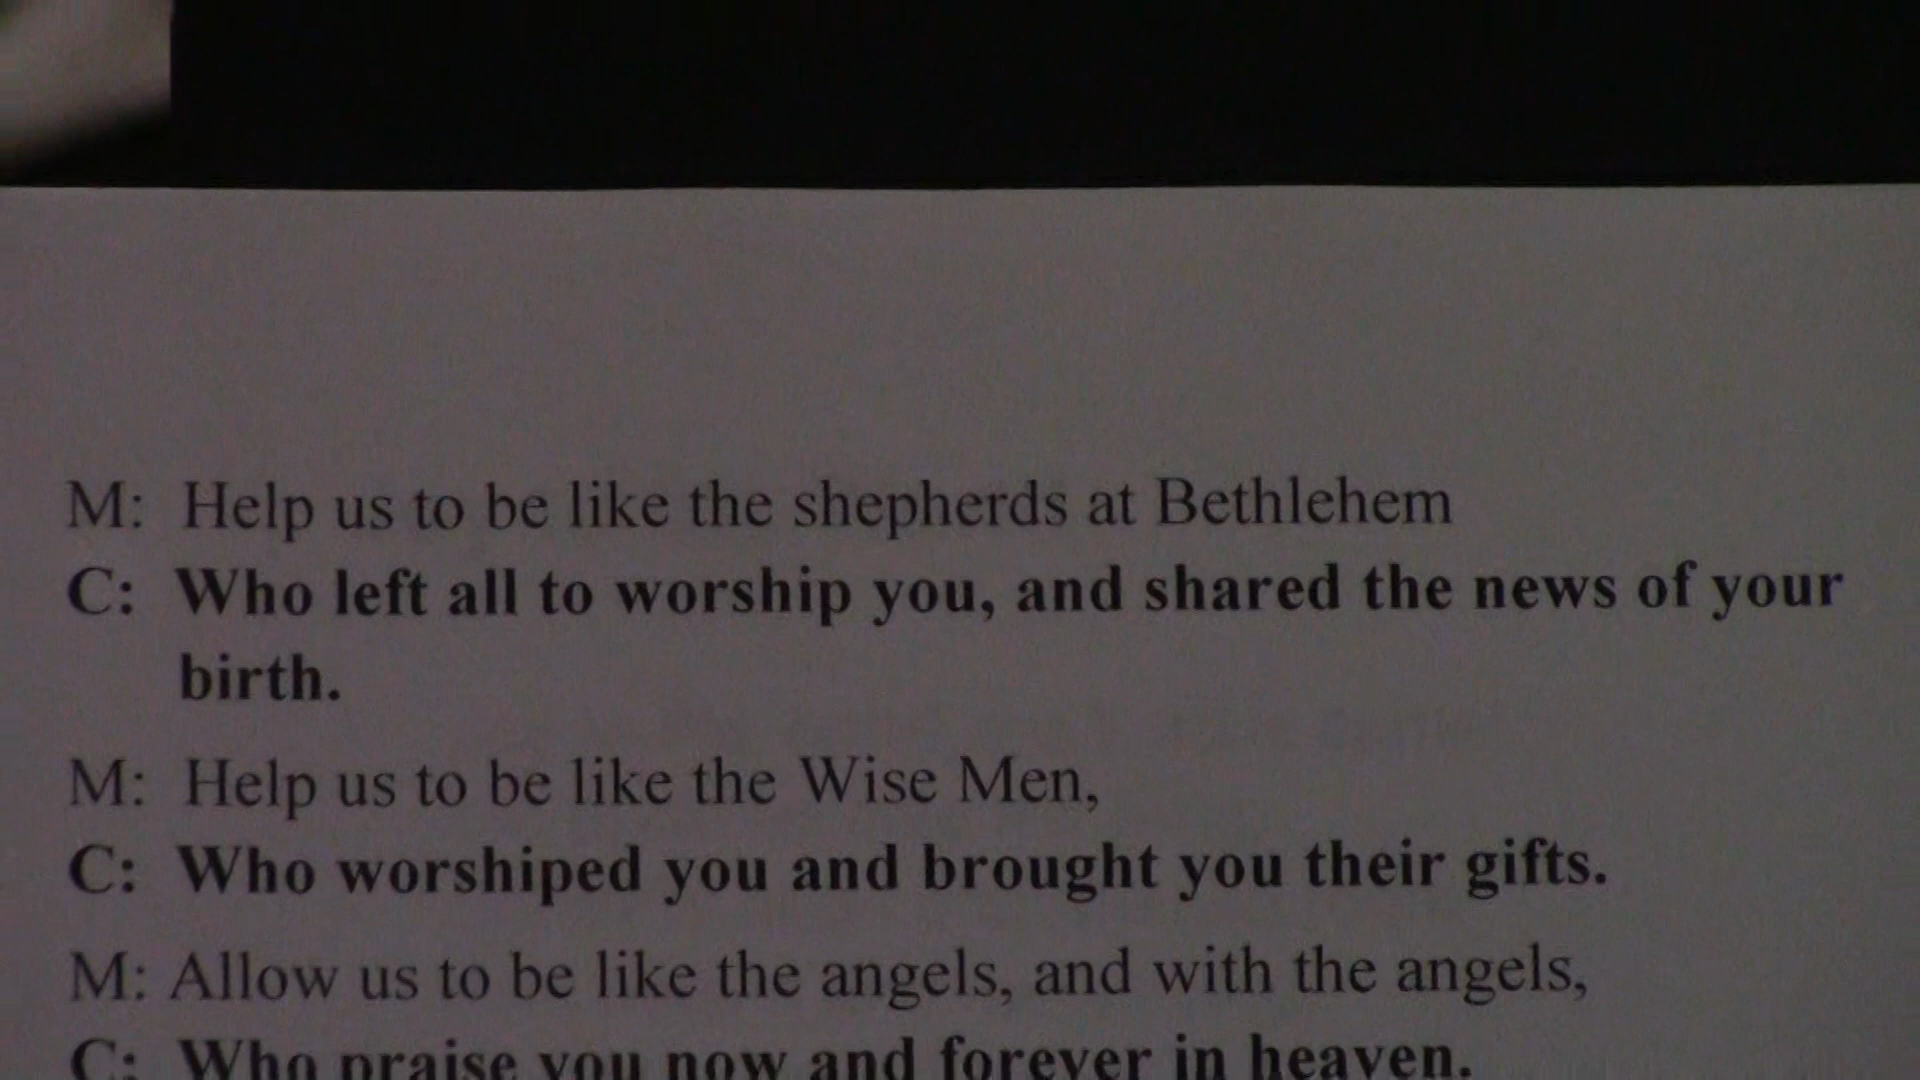 M: Help us to be like the shepherds at Bethlehem
C: Who left all to worship you, and shared the news of your
birth.
M: Help us to be like the Wise Men,
C: Who worshiped you and brought you their gifts.
M: Allow us to be like the angels, and with the angels,
C: Who praise you now and forever in heaven.